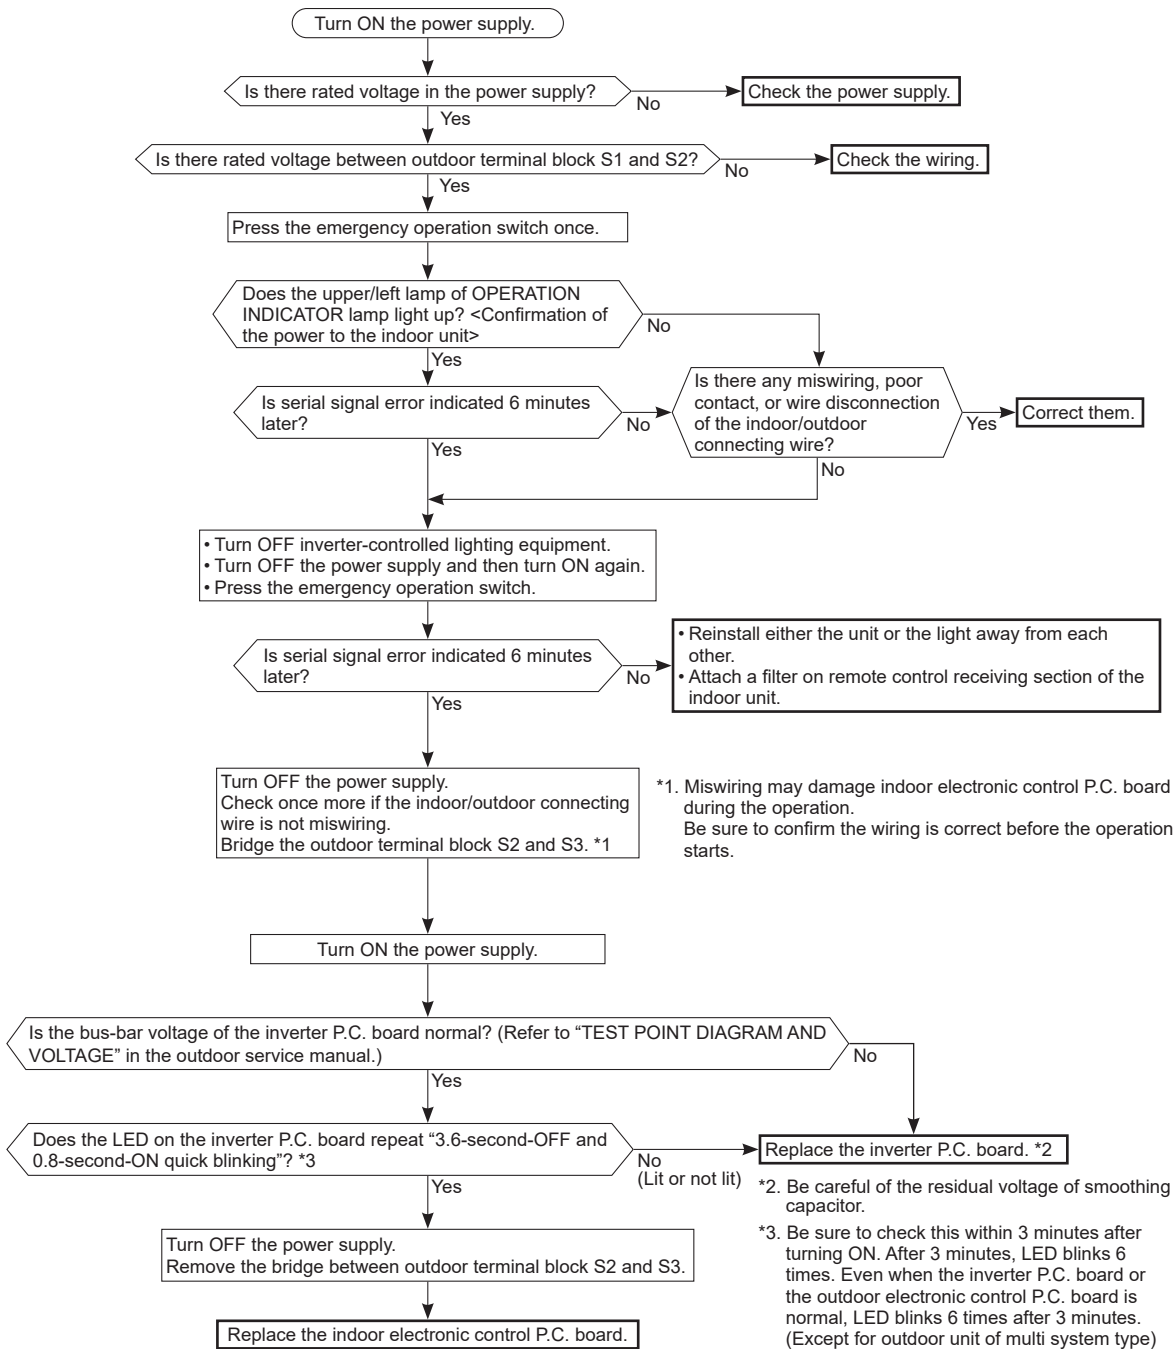 Turn ON the power supply.
Is there rated voltage in the power supply?
No
Check the power supply.
Yes
Is there rated voltage between outdoor terminal block S1 and S2?
No
Check the wiring.
Yes
Press the emergency operation switch once.
Does the upper/left lamp of OPERATION
INDICATOR lamp light up? <Confirmation of
the power to the indoor unit>
No
Yes
Is serial signal error indicated 6 minutes
later?
No
Yes
Is there any miswiring, poor
contact, or wire disconnection
of the indoor/outdoor
connecting wire?
Yes
Correct them.
No
• Turn OFF inverter-controlled lighting equipment.
• Turn OFF the power supply and then turn ON again.
• Press the emergency operation switch.
Is serial signal error indicated 6 minutes
later?
No
• Reinstall either the unit or the light away from each
other.
• Attach a filter on remote control receiving section of the
indoor unit.
Yes
Turn OFF the power supply.
Check once more if the indoor/outdoor connecting
wire is not miswiring.
Bridge the outdoor terminal block S2 and S3. *1
*1. Miswiring may damage indoor electronic control P.C. board
during the operation.
Be sure to confirm the wiring is correct before the operation
starts.
Turn ON the power supply.
Is the bus-bar voltage of the inverter P.C. board normal? (Refer to “TEST POINT DIAGRAM AND
VOLTAGE” in the outdoor service manual.)
No
Yes
Does the LED on the inverter P.C. board repeat “3.6-second-OFF and
0.8-second-ON quick blinking”? *3
No
(Lit or not lit)
Replace the inverter P.C. board. *2
Yes
*2. Be careful of the residual voltage of smoothing
capacitor.
*3. Be sure to check this within 3 minutes after
turning ON. After 3 minutes, LED blinks 6
times. Even when the inverter P.C. board or
the outdoor electronic control P.C. board is
normal, LED blinks 6 times after 3 minutes.
(Except for outdoor unit of multi system type)
Turn OFF the power supply.
Remove the bridge between outdoor terminal block S2 and S3.
Replace the indoor electronic control P.C. board.